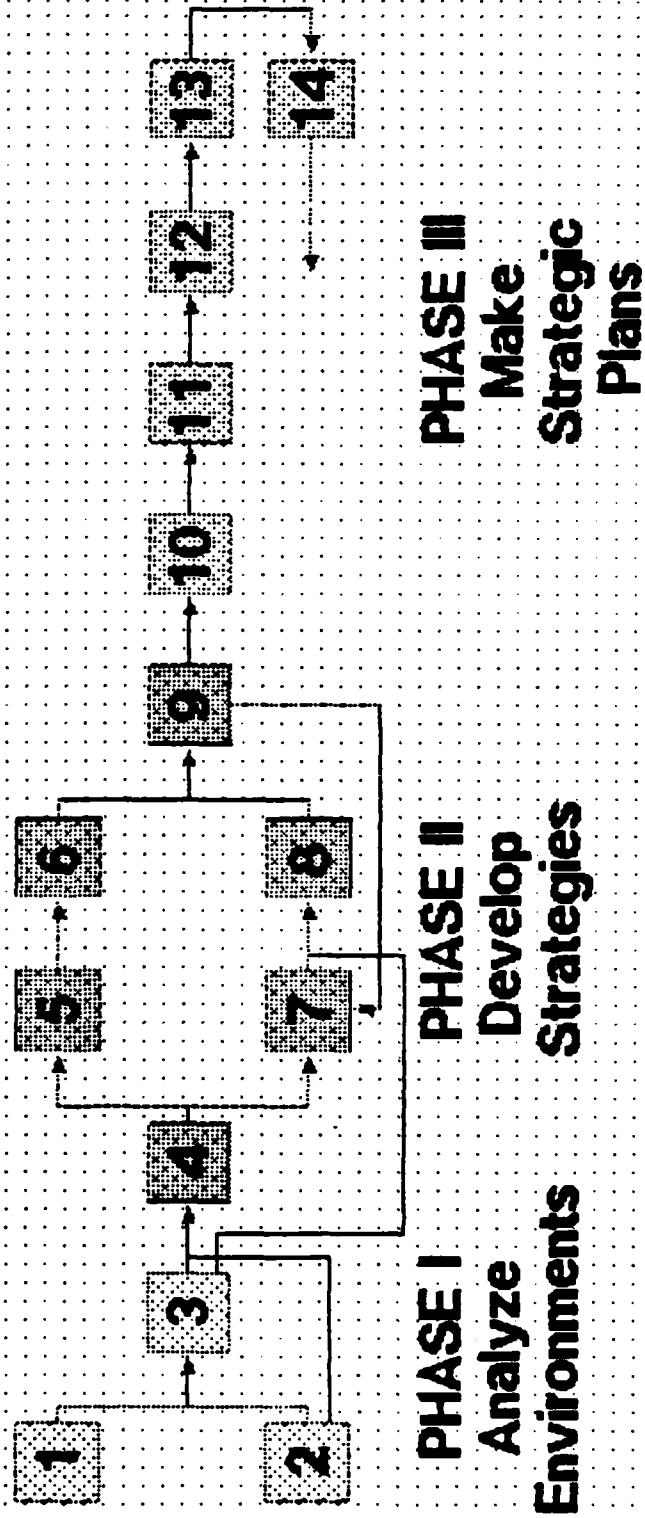 1
2
3
4
5
6
7
8
9
10
11
12
13
14
PHASE I
Analyze
Environments
PHASE II
Develop
Strategies
PHASE III
Make
Strategic
Plans